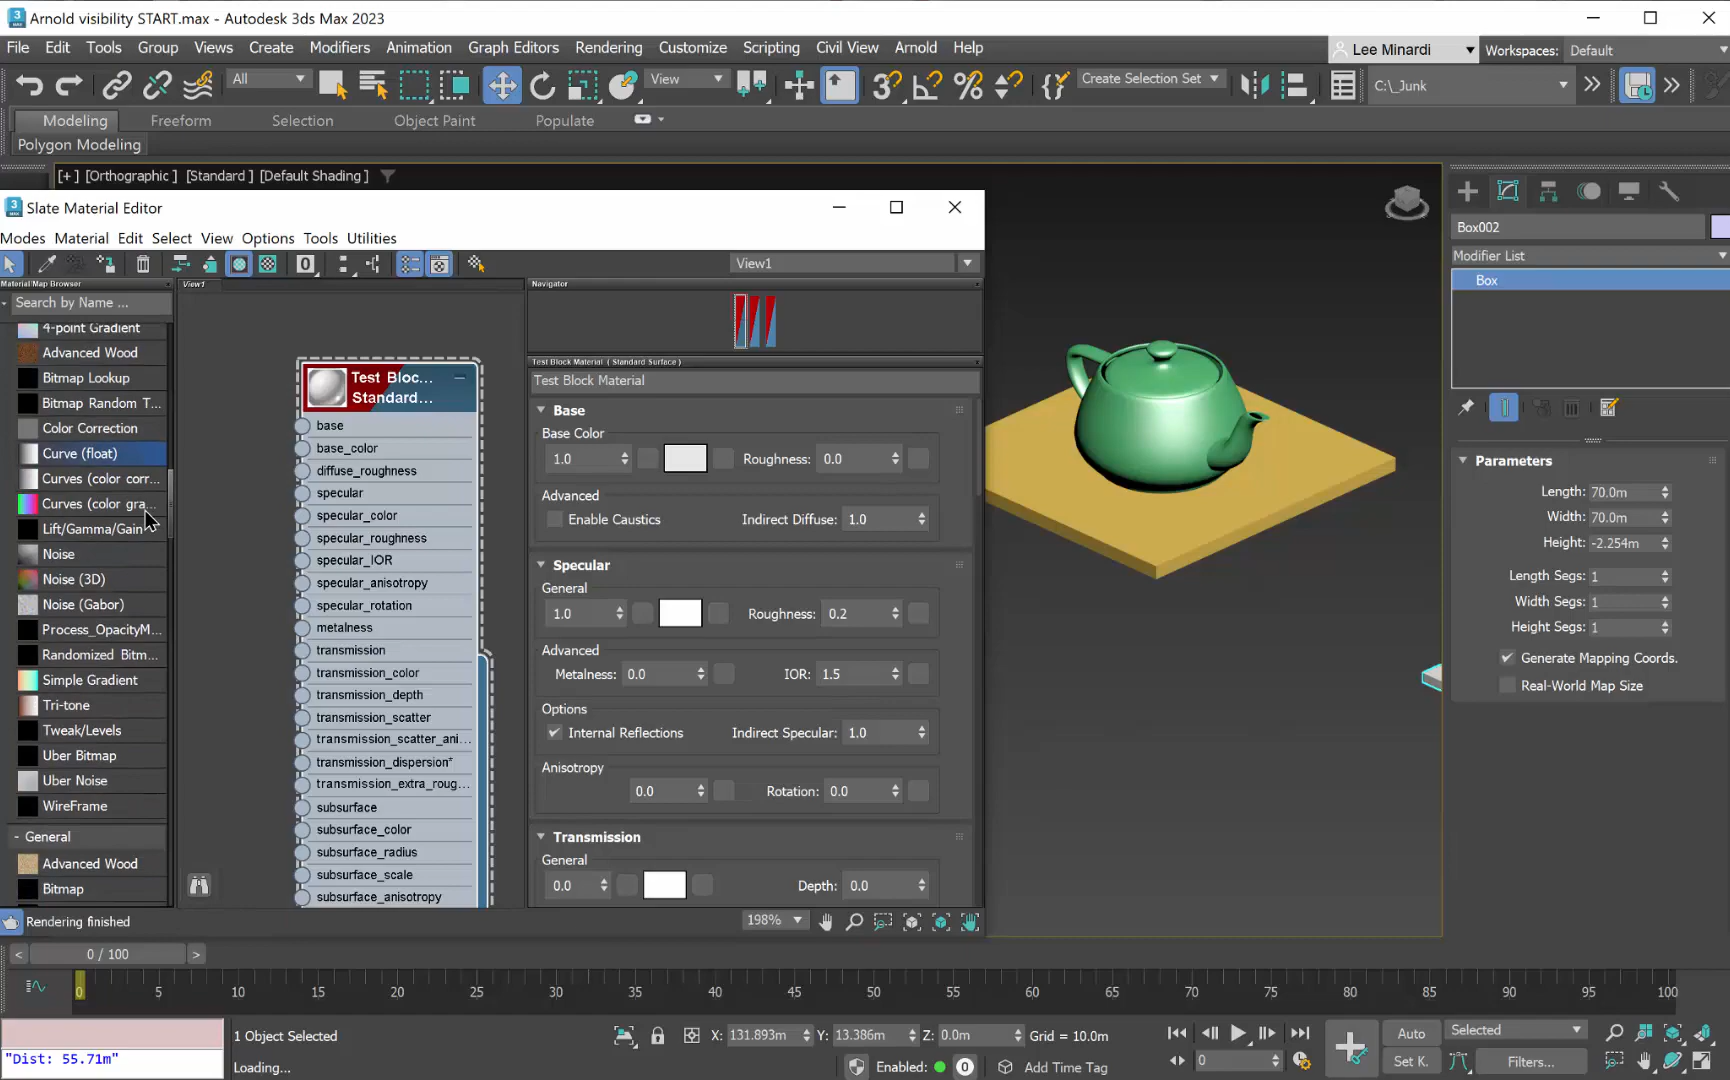 Arnold visibility START.max - Autodesk 3ds Max 2023
File Edit Tools Group Views Create Modifiers Animation Graph Editors Rendering Customize Scripting Civil View Arnold Help
Lee Minardi Workspaces: Default
All View Create Selection Set C:\_Junk
Modeling Freeform Selection Object Paint Populate
Polygon Modeling
[+] [Orthographic] [Standard] [Default Shading]
Slate Material Editor
Modes Material Edit Select View Options Tools Utilities
View1
Material/Map Browser
Search by Name ...
4-point Gradient
Advanced Wood
Bitmap Lookup
Bitmap Random T...
Color Correction
Curve (float)
Curves (color corr...
Curves (color gra...
Lift/Gamma/Gain
Noise
Noise (3D)
Noise (Gabor)
Process_OpacityM...
Randomized Bitm...
Simple Gradient
Tri-tone
Tweak/Levels
Uber Bitmap
Uber Noise
WireFrame
- General
Advanced Wood
Bitmap
View1
Test Bloc...
Standard...
base
base_color
diffuse_roughness
specular
specular_color
specular_roughness
specular_IOR
specular_anisotropy
specular_rotation
metalness
transmission
transmission_color
transmission_depth
transmission_scatter
transmission_scatter_ani...
transmission_dispersion*
transmission_extra_roug...
subsurface
subsurface_color
subsurface_radius
subsurface_scale
subsurface_anisotropy
Navigator
Test Block Material ( Standard Surface )
Test Block Material
Base
Base Color
1.0 Roughness: 0.0
Advanced
Enable Caustics Indirect Diffuse: 1.0
Specular
General
1.0 Roughness: 0.2
Advanced
Metalness: 0.0 IOR: 1.5
Options
Internal Reflections Indirect Specular: 1.0
Anisotropy
0.0 Rotation: 0.0
Transmission
General
0.0 Depth: 0.0
Rendering finished
198%
Box002
Modifier List
Box
Parameters
Length: 70.0m
Width: 70.0m
Height: -2.254m
Length Segs: 1
Width Segs: 1
Height Segs: 1
Generate Mapping Coords.
Real-World Map Size
< 0 / 100 >
0 5 10 15 20 25 30 35 40 45 50 55 60 65 70 75 80 85 90 95 100
1 Object Selected X: 131.893m Y: 13.386m Z: 0.0m Grid = 10.0m
Auto Selected
"Dist: 55.71m"
Loading... Enabled: 0 Add Time Tag 0 Set K. Filters...